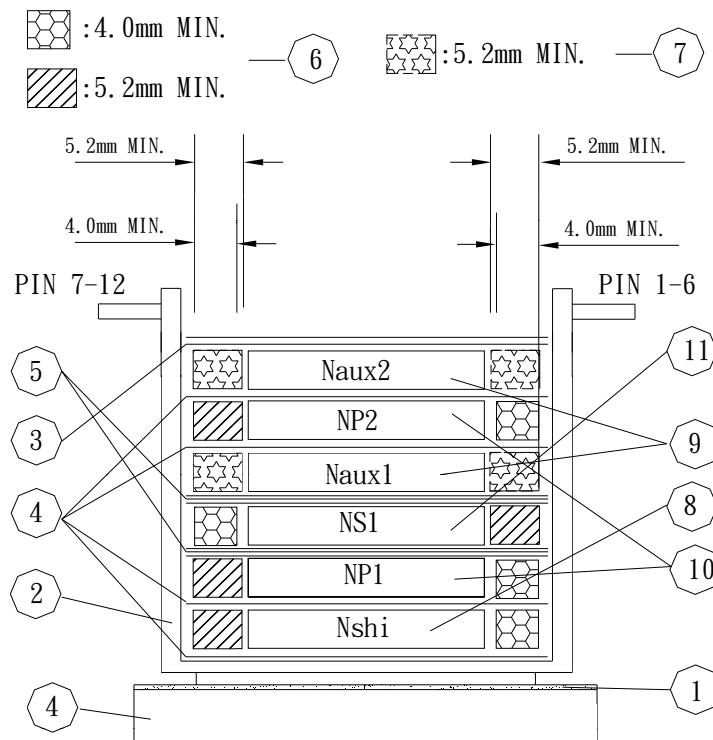 :4.0mm MIN.
6
:5.2mm MIN.
7
:5.2mm MIN.
5.2mm MIN.
5.2mm MIN.
4.0mm MIN.
4.0mm MIN.
PIN 7-12
PIN 1-6
11
5
Naux2
3
NP2
9
Naux1
4
8
NS1
NP1
10
2
Nshi
1
4